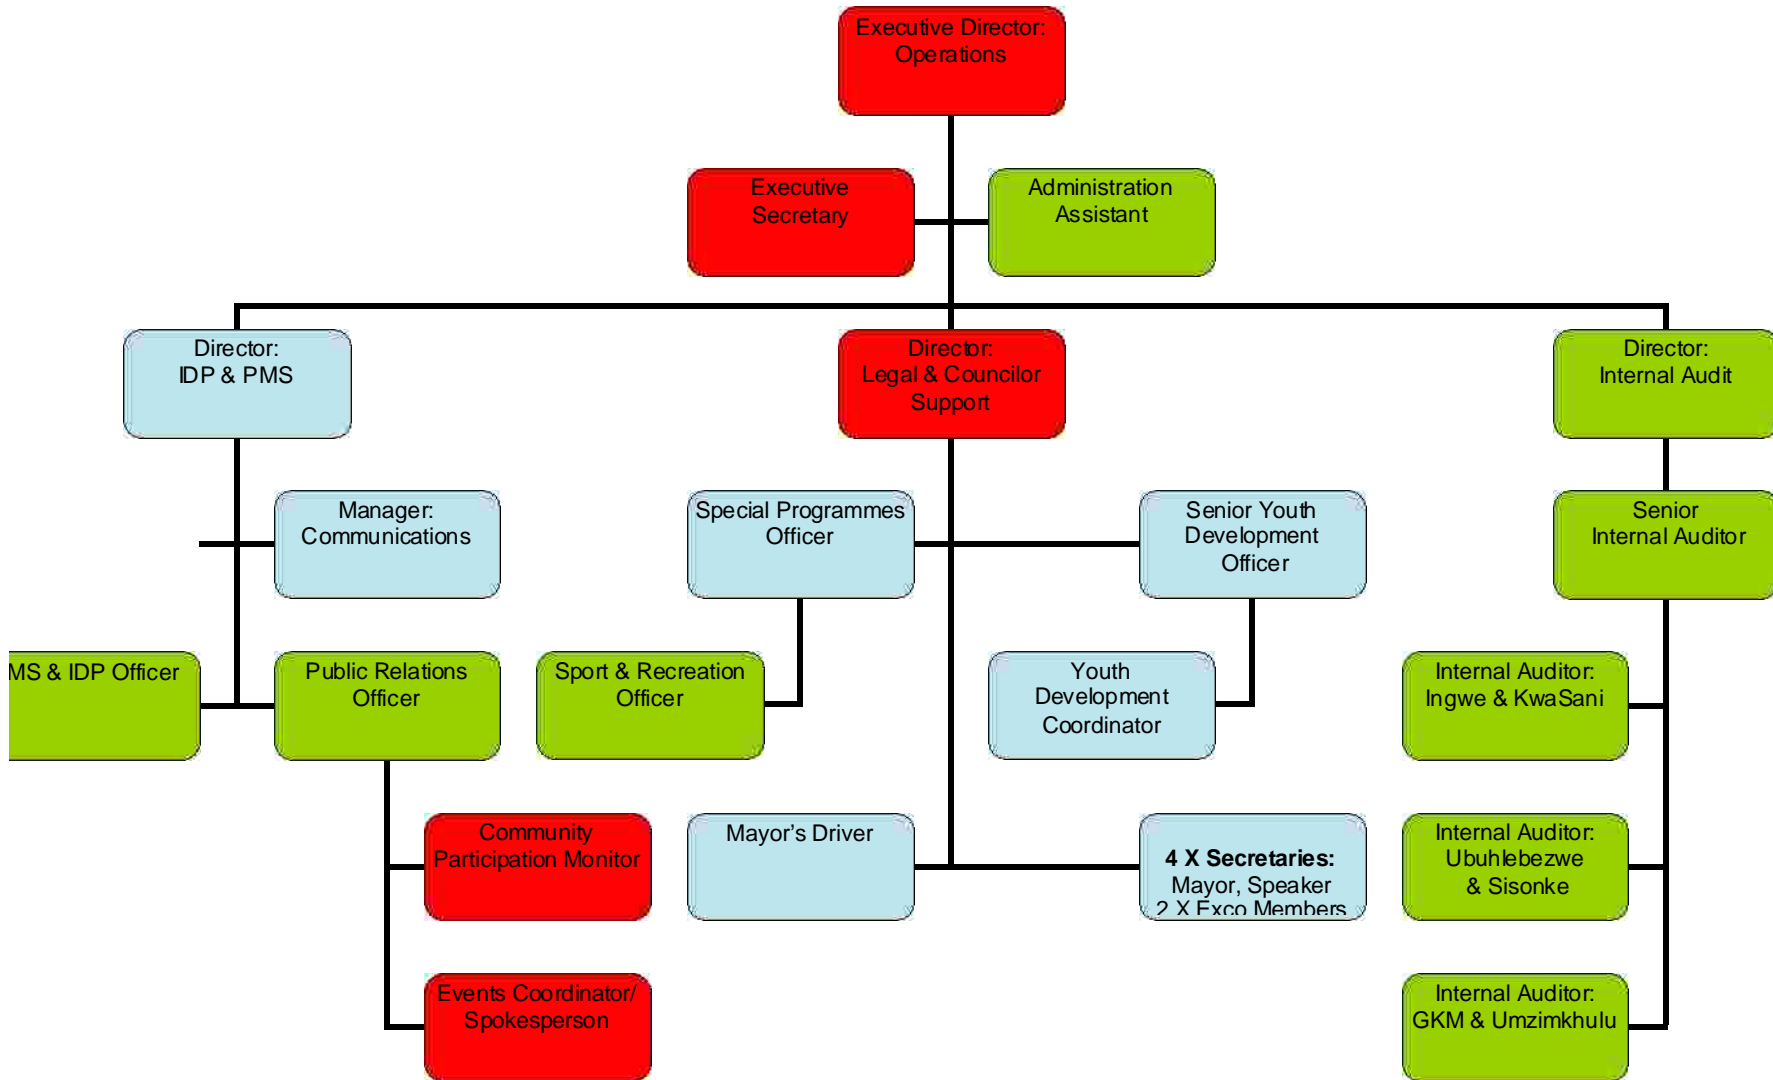 Executive Director:
Operations
Executive
Secretary
Administration
Assistant
Director:
IDP & PMS
Director:
Legal & Councilor
Support
Director:
Internal Audit
Manager:
Communications
Special Programmes
Officer
Senior Youth
Development
Officer
Senior
Internal Auditor
MS & IDP Officer
Public Relations
Officer
Sport & Recreation
Officer
Youth
Development
Coordinator
Internal Auditor:
Ingwe & KwaSani
Community
Participation Monitor
Mayor's Driver
4 X Secretaries:
Mayor, Speaker
2 X Exco Members
Internal Auditor:
Ubuhlebezwe
& Sisonke
Events Coordinator/
Spokesperson
Internal Auditor:
GKM & Umzimkhulu